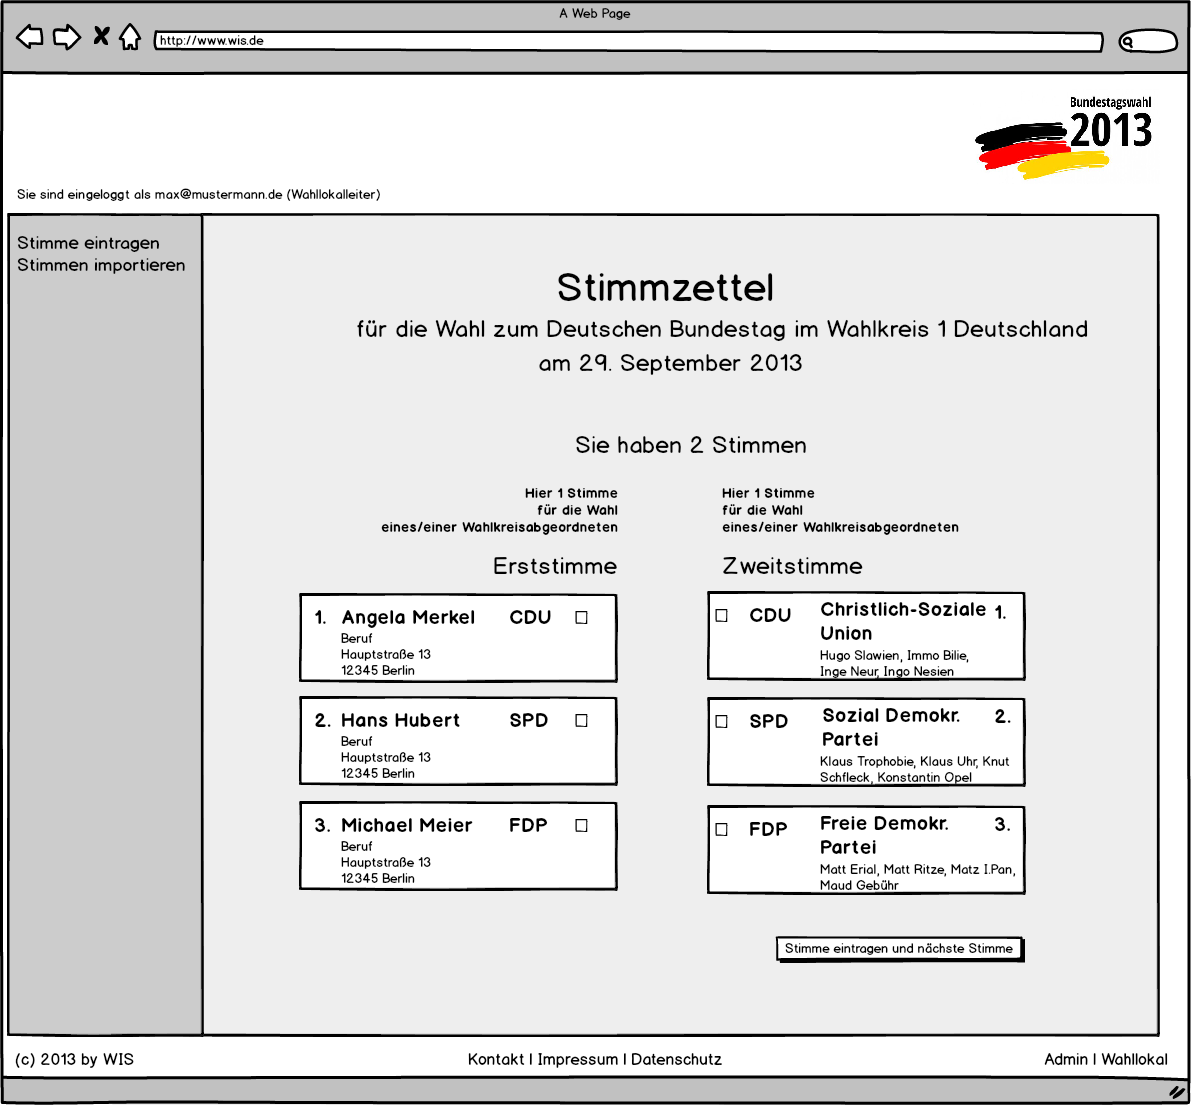 A Web Page
http://www.wis.de
Bundestagswahl
2013
Sie sind eingeloggt als max@mustermann.de (Wahllokalleiter)
Stimme eintragen
Stimmen importieren
Stimmzettel
für die Wahl zum Deutschen Bundestag im Wahlkreis 1 Deutschland
am 29. September 2013
Sie haben 2 Stimmen
Hier 1 Stimme
für die Wahl
eines/einer Wahlkreisabgeordneten
Erststimme
1. Angela Merkel CDU
Beruf
Hauptstraße 13
12345 Berlin
2. Hans Hubert SPD
Beruf
Hauptstraße 13
12345 Berlin
3. Michael Meier FDP
Beruf
Hauptstraße 13
12345 Berlin
Hier 1 Stimme
für die Wahl
eines/einer Wahlkreisabgeordneten
Zweitstimme
CDU Christlich-Soziale 1.
Union
Hugo Slawien, Immo Bilie,
Inge Neur, Ingo Nesien
SPD Sozial Demokr. 2.
Partei
Klaus Trophobie, Klaus Uhr, Knut
Schfleck, Konstantin Opel
FDP Freie Demokr. 3.
Partei
Matt Erial, Matt Ritze, Matz I.Pan,
Maud Gebühr
Stimme eintragen und nächste Stimme
(c) 2013 by WIS
Kontakt | Impressum | Datenschutz
Admin | Wahllokal